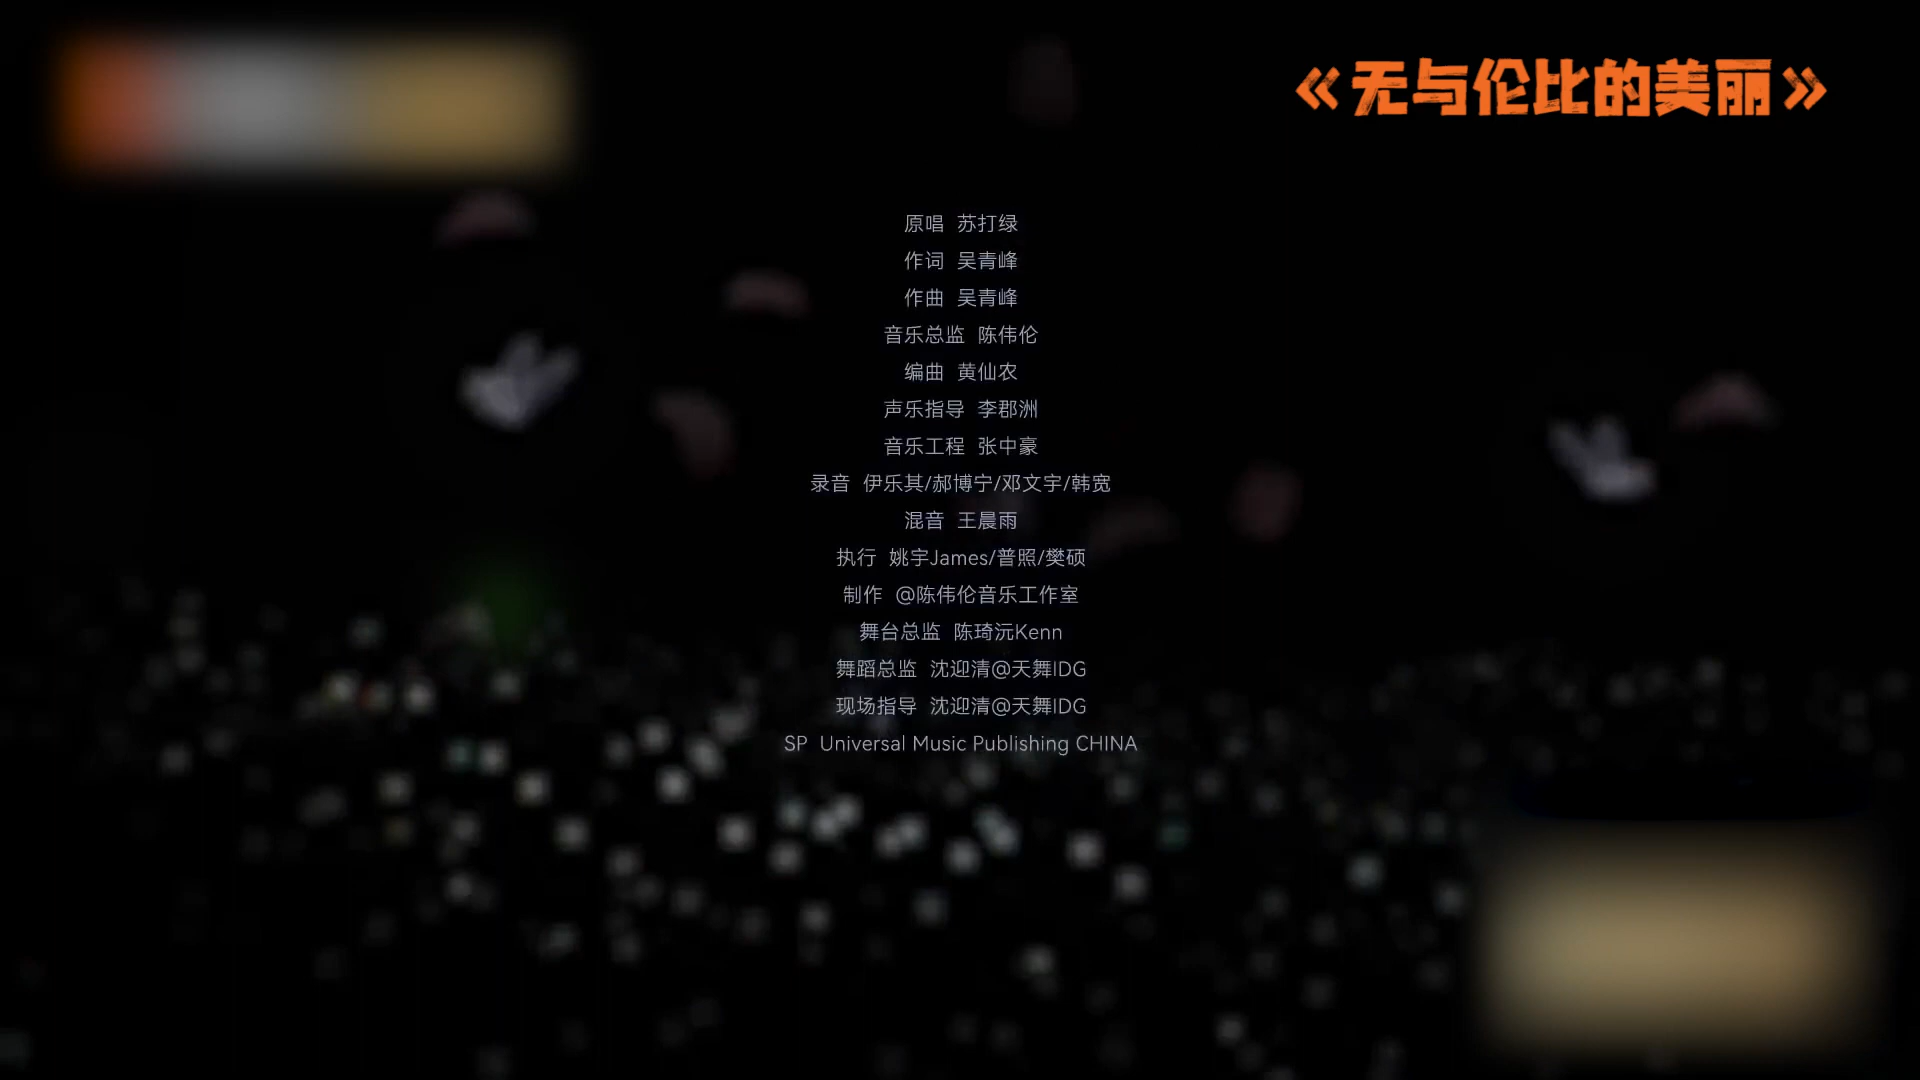 《无与伦比的美丽》
原唱 苏打绿
作词 吴青峰
作曲 吴青峰
音乐总监 陈伟伦
编曲 黄仙农
声乐指导 李郡洲
音乐工程 张中豪
录音 伊乐其/郝博宁/邓文宇/韩宽
混音 王晨雨
执行 姚宇James/普照/樊硕
制作 @陈伟伦音乐工作室
舞台总监 陈琦沅Kenn
舞蹈总监 沈迎清@天舞IDG
现场指导 沈迎清@天舞IDG
SP Universal Music Publishing CHINA